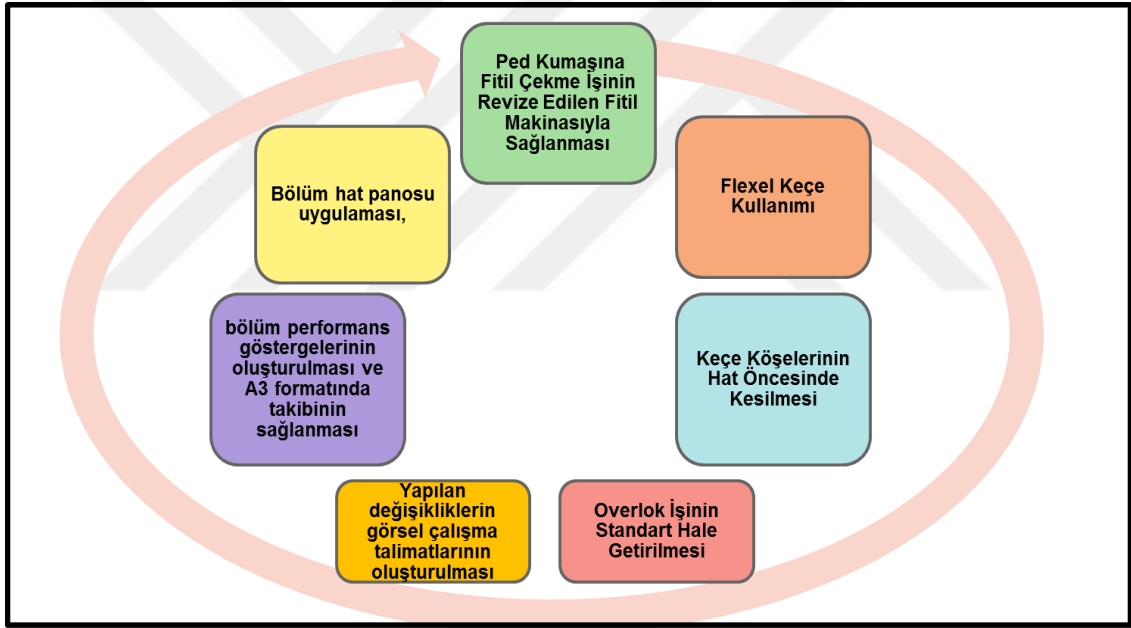 Ped Kumaşına
Fitil Çekme İşinin
Revize Edilen Fitil
Makinasıyla
Sağlanması
Flexel Keçe
Kullanımı
Keçe Köşelerinin
Hat Öncesinde
Kesilmesi
Overlok İşinin
Standart Hale
Getirilmesi
Yapılan
değişikliklerin
görsel çalışma
talimatlarının
oluşturulması
bölüm performans
göstergelerinin
oluşturulması ve
A3 formatında
takibinin
sağlanması
Bölüm hat panosu
uygulaması,